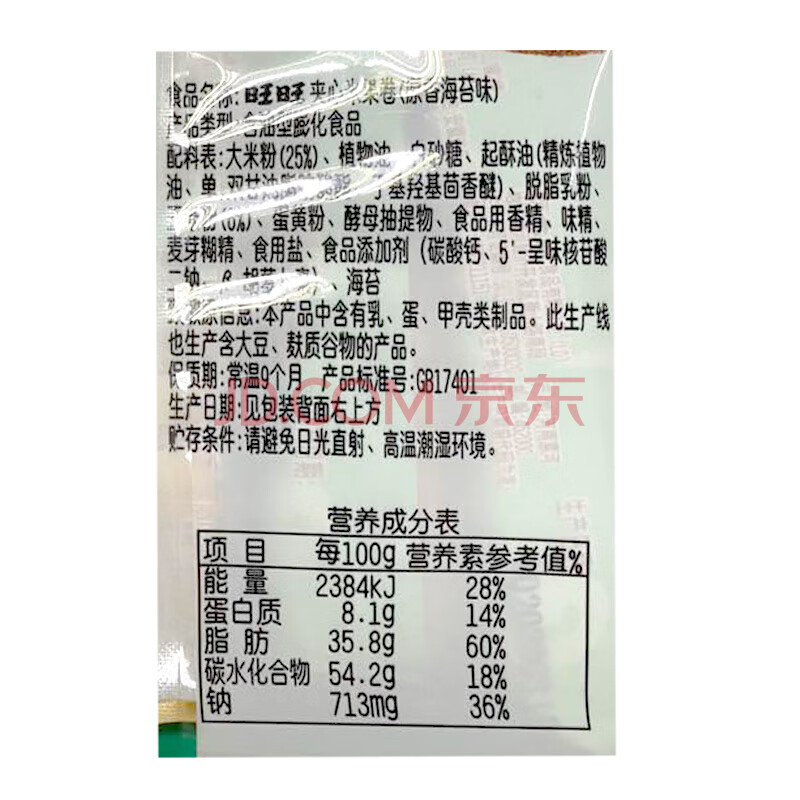 食品名称:旺旺夹心米果卷(原香海苔味)
产品类型:含油型膨化食品
配料表:大米粉(25%)、植物油、白砂糖、起酥油(精炼植物
油、单,双甘油脂肪酸酯、丁基羟基茴香醚)、脱脂乳粉、
粉(6%)、蛋黄粉、酵母抽提物、食品用香精、味精、
麦芽糊精、食用盐、食品添加剂(碳酸钙、5'-呈味核苷酸
二钠、β-胡萝卜素)、海苔
致敏原信息:本产品中含有乳、蛋、甲壳类制品。此生产线
也生产含大豆、麸质谷物的产品。
保质期:常温9个月 产品标准号:GB17401
JD.COM 京东
生产日期:见包装背面右上方
贮存条件:请避免日光直射、高温潮湿环境。
营养成分表
项 目 每100g 营养素参考值%
能 量 2384kJ 28%
蛋白质 8.1g 14%
脂 肪 35.8g 60%
碳水化合物 54.2g 18%
钠 713mg 36%